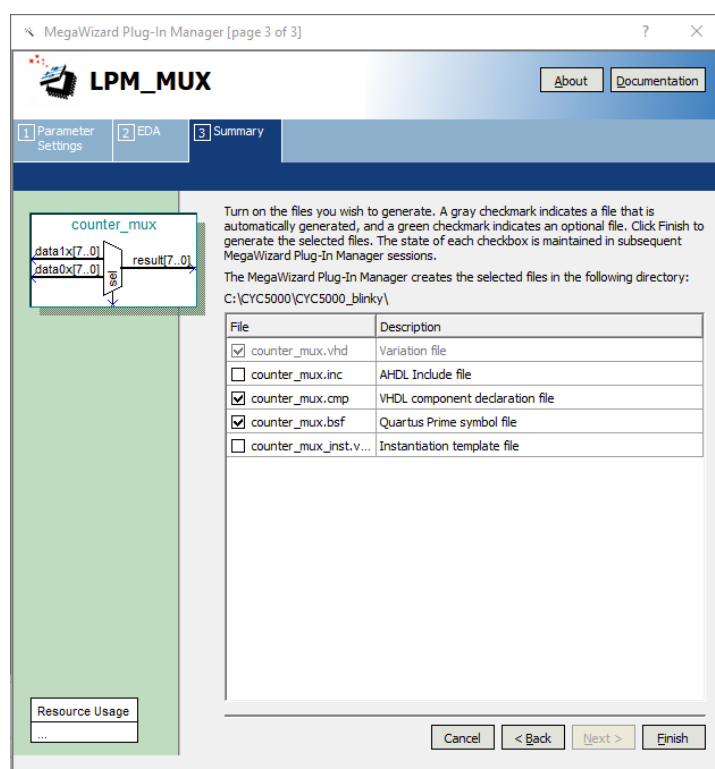 MegaWizard Plug-In Manager [page 3 of 3]
?
LPM_MUX
About
Documentation
1 Parameter Settings
2 EDA
3 Summary
counter_mux
data1x[7..0]
data0x[7..0]
sel
result[7..0]
Turn on the files you wish to generate. A gray checkmark indicates a file that is
automatically generated, and a green checkmark indicates an optional file. Click Finish to
generate the selected files. The state of each checkbox is maintained in subsequent
MegaWizard Plug-In Manager sessions.
The MegaWizard Plug-In Manager creates the selected files in the following directory:
C:\CYC5000\CYC5000_blinky\
File Description
counter_mux.vhd Variation file
counter_mux.inc AHDL Include file
counter_mux.cmp VHDL component declaration file
counter_mux.bsf Quartus Prime symbol file
counter_mux_inst.v... Instantiation template file
Resource Usage
...
Cancel
< Back
Next >
Finish